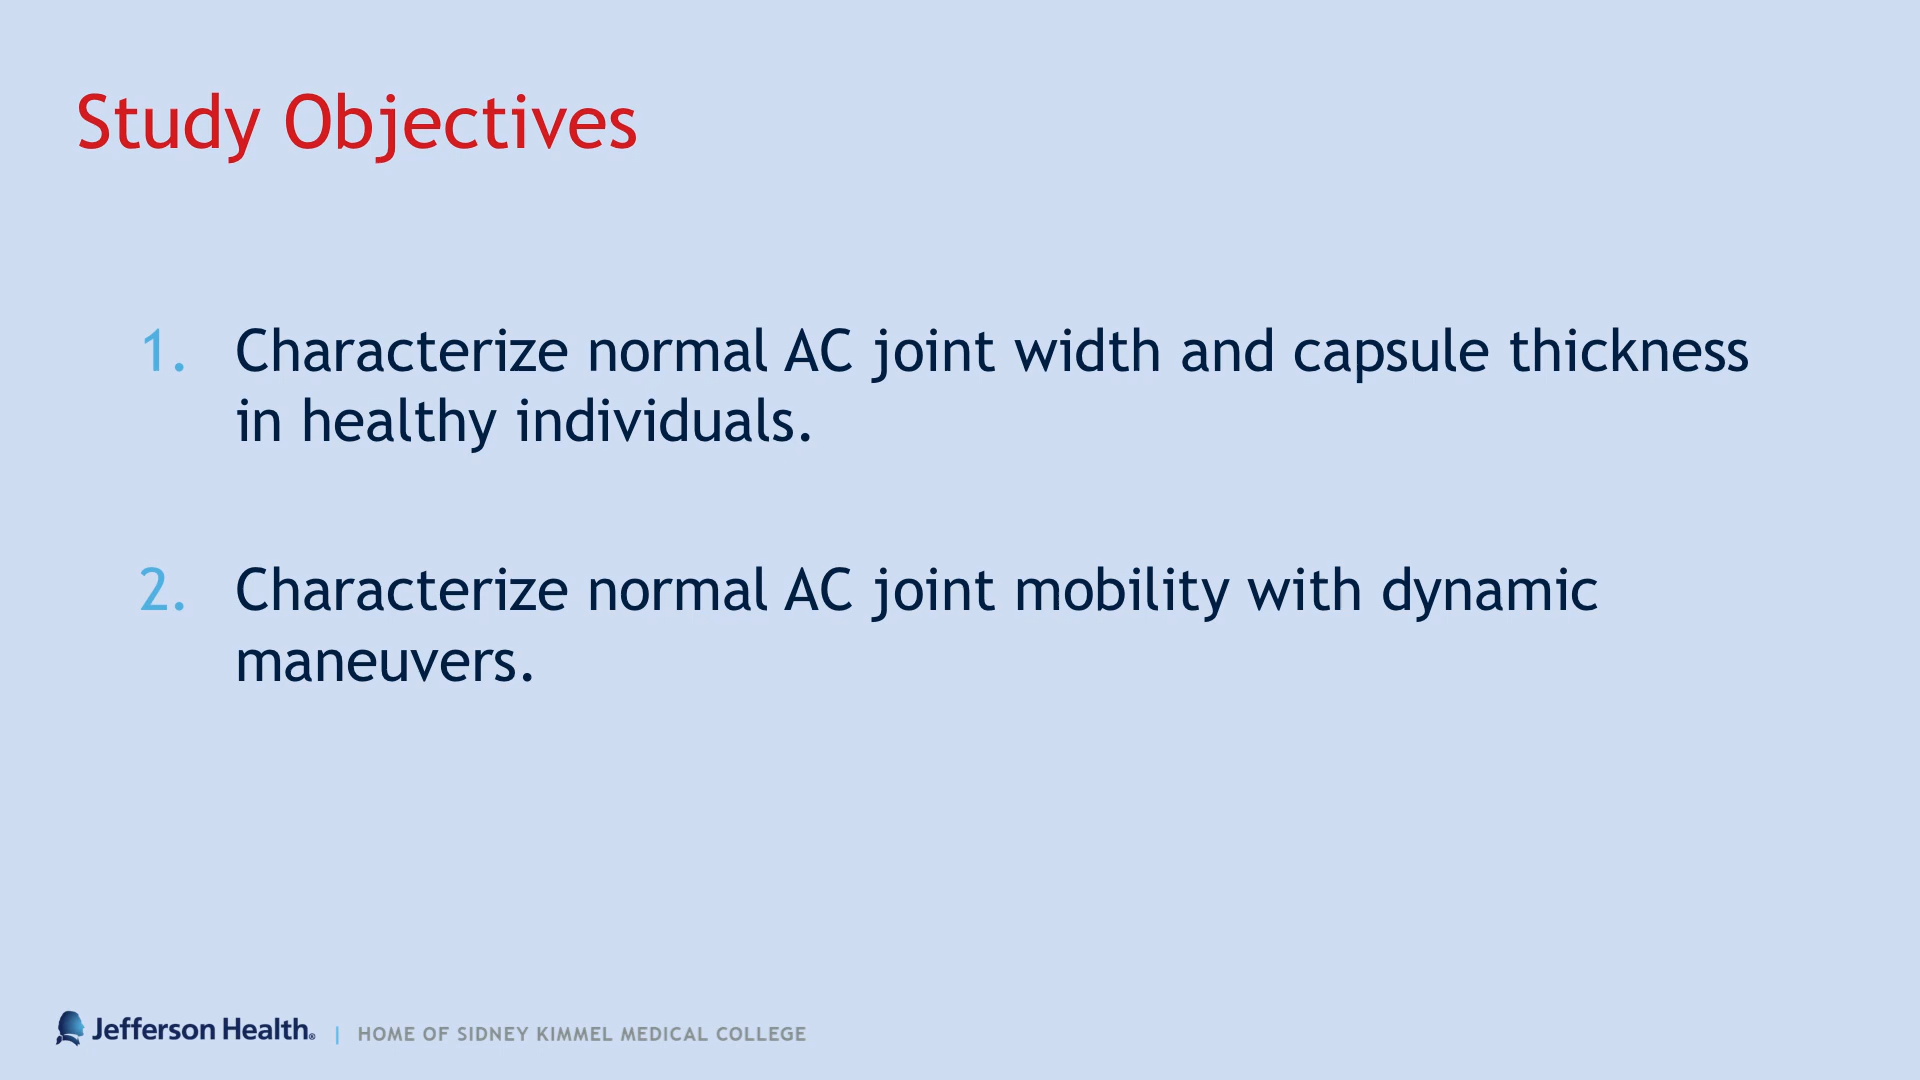 Study Objectives
1. Characterize normal AC joint width and capsule thickness
in healthy individuals.
2. Characterize normal AC joint mobility with dynamic
maneuvers.
Jefferson Health® | HOME OF SIDNEY KIMMEL MEDICAL COLLEGE